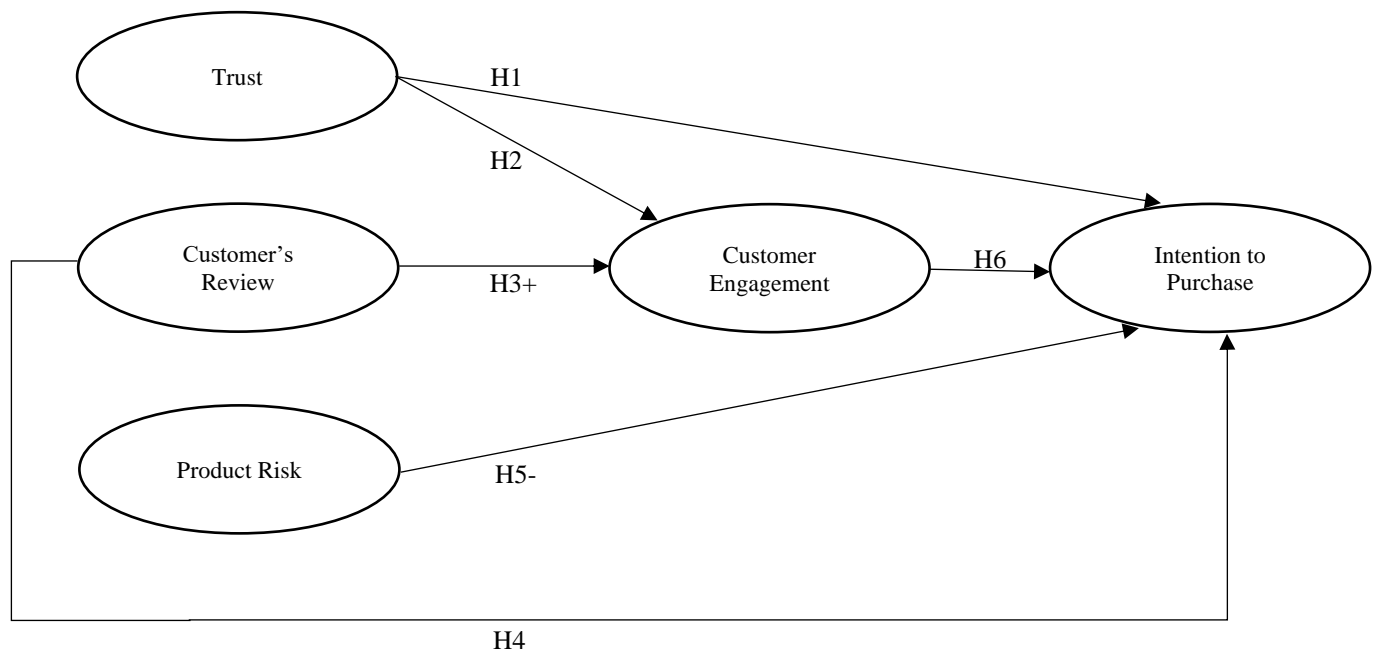 Trust
H1
H2
Customer’s
Review
H3+
Customer
Engagement
H6
Intention to
Purchase
Product Risk
H5-
H4